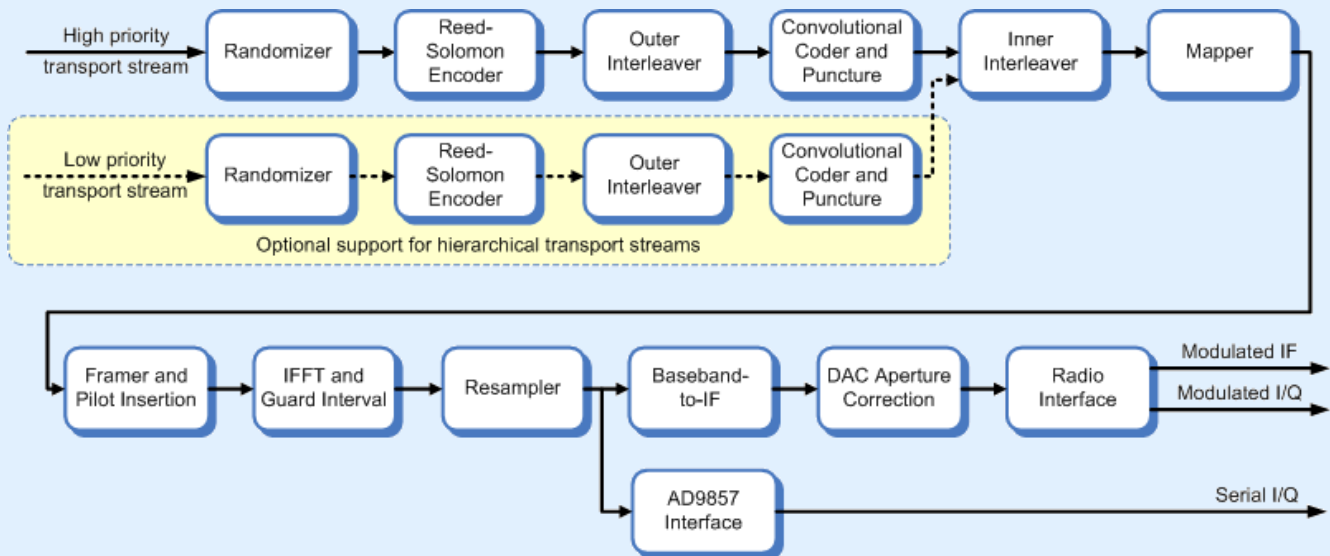 High priority
transport stream
Randomizer
Reed-
Solomon
Encoder
Outer
Interleaver
Convolutional
Coder and
Puncture
Inner
Interleaver
Mapper
Low priority
transport stream
Randomizer
Reed-
Solomon
Encoder
Outer
Interleaver
Convolutional
Coder and
Puncture
Optional support for hierarchical transport streams
Framer and
Pilot Insertion
IFFT and
Guard Interval
Resampler
Baseband-
to-IF
DAC Aperture
Correction
Radio
Interface
Modulated IF
Modulated I/Q
AD9857
Interface
Serial I/Q